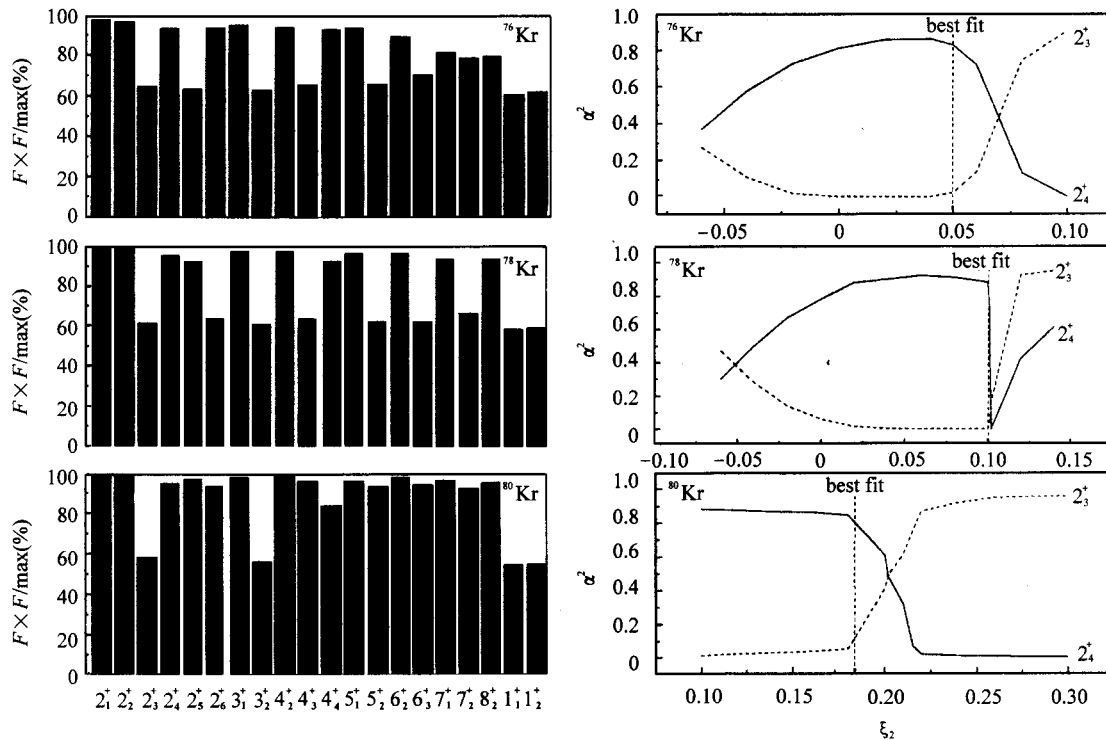 F × F/max(%)
100
80
60
40
20
0
⁷⁶Kr
F × F/max(%)
100
80
60
40
20
0
⁷⁸Kr
F × F/max(%)
100
80
60
40
20
0
⁸⁰Kr
2₁⁺ 2₂⁺ 2₃⁺ 2₄⁺ 2₅⁺ 2₆⁺ 3₁⁺ 3₂⁺ 4₂⁺ 4₃⁺ 4₄⁺ 5₁⁺ 5₂⁺ 6₂⁺ 6₃⁺ 7₁⁺ 7₂⁺ 8₂⁺ 1₁⁺ 1₂⁺
best fit
⁷⁶Kr
2₃⁺
2₄⁺
α²
1.0
0.8
0.6
0.4
0.2
0
−0.05 0 0.05 0.10
⁷⁸Kr
best fit
2₃⁺
2₄⁺
α²
1.0
0.8
0.6
0.4
0.2
0
−0.10 −0.05 0 0.05 0.10 0.15
⁸⁰Kr
best fit
2₃⁺
2₄⁺
α²
1.0
0.8
0.6
0.4
0.2
0
0.10 0.15 0.20 0.25 0.30
ξ₂